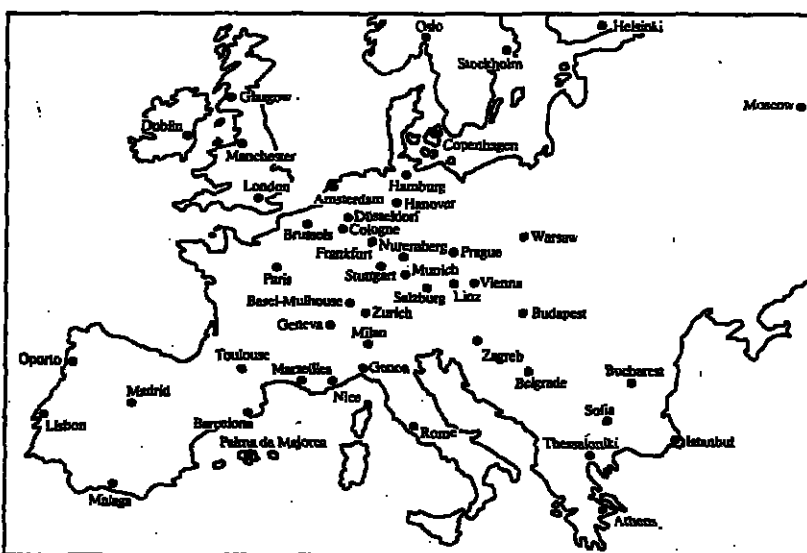 Oslo
Helsinki
Stockholm
Glasgow
Moscow
Dublin
Copenhagen
Manchester
Hamburg
London
Amsterdam
Hanover
Düsseldorf
Brussels
Cologne
Warsaw
Frankfurt
Nuremberg
Prague
Paris
Stuttgart
Munich
Salzburg
Linz
Vienna
Basel-Mulhouse
Zurich
Budapest
Geneva
Milan
Zagreb
Oporto
Toulouse
Marseilles
Genoa
Belgrade
Bucharest
Madrid
Nice
Lisbon
Barcelona
Sofia
Rome
Palma de Majorca
Thessaloniki
Istanbul
Malaga
Athens